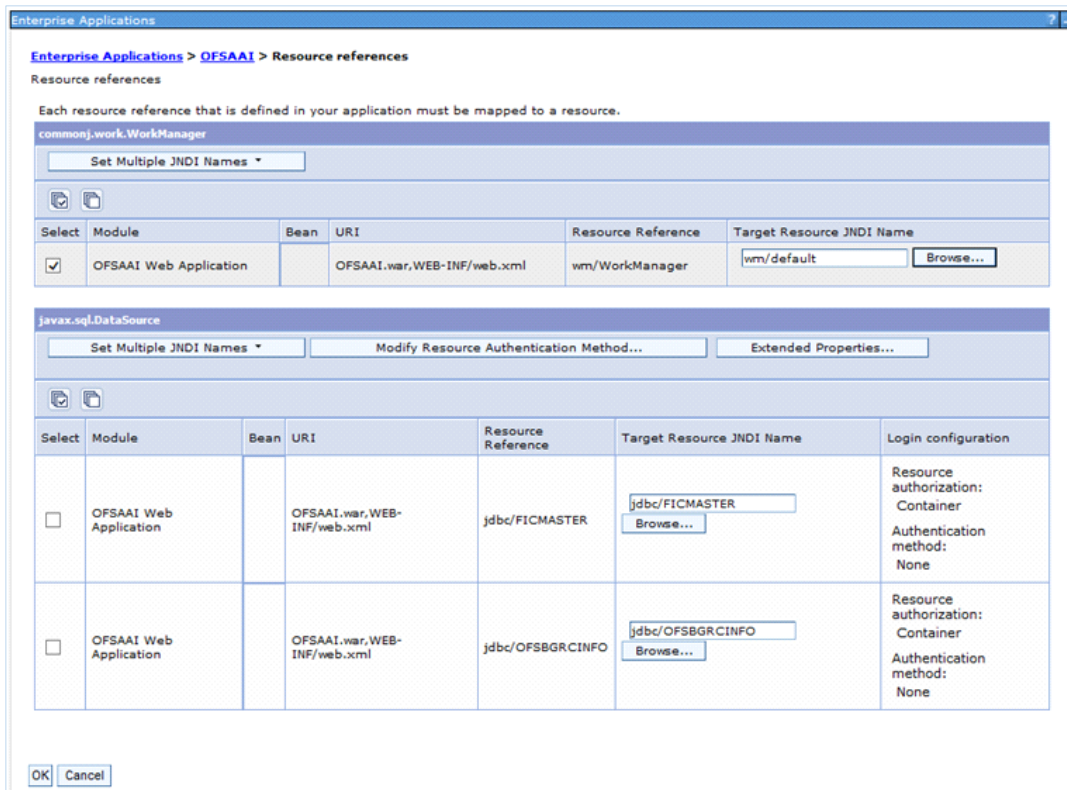 Enterprise Applications ?
Enterprise Applications > OFSAAI > Resource references
Resource references
Each resource reference that is defined in your application must be mapped to a resource.
commonj.work.WorkManager
Set Multiple JNDI Names
Select Module Bean URI Resource Reference Target Resource JNDI Name
OFSAAI Web Application OFSAAI.war,WEB-INF/web.xml wm/WorkManager wm/default Browse...
javax.sql.DataSource
Set Multiple JNDI Names Modify Resource Authentication Method... Extended Properties...
Select Module Bean URI Resource Reference Target Resource JNDI Name Login configuration
OFSAAI Web
Application
OFSAAI.war,WEB-
INF/web.xml
jdbc/FICMASTER
jdbc/FICMASTER
Browse...
Resource
authorization:
Container
Authentication
method:
None
OFSAAI Web
Application
OFSAAI.war,WEB-
INF/web.xml
jdbc/OFSBGRCINFO
jdbc/OFSBGRCINFO
Browse...
Resource
authorization:
Container
Authentication
method:
None
OK Cancel